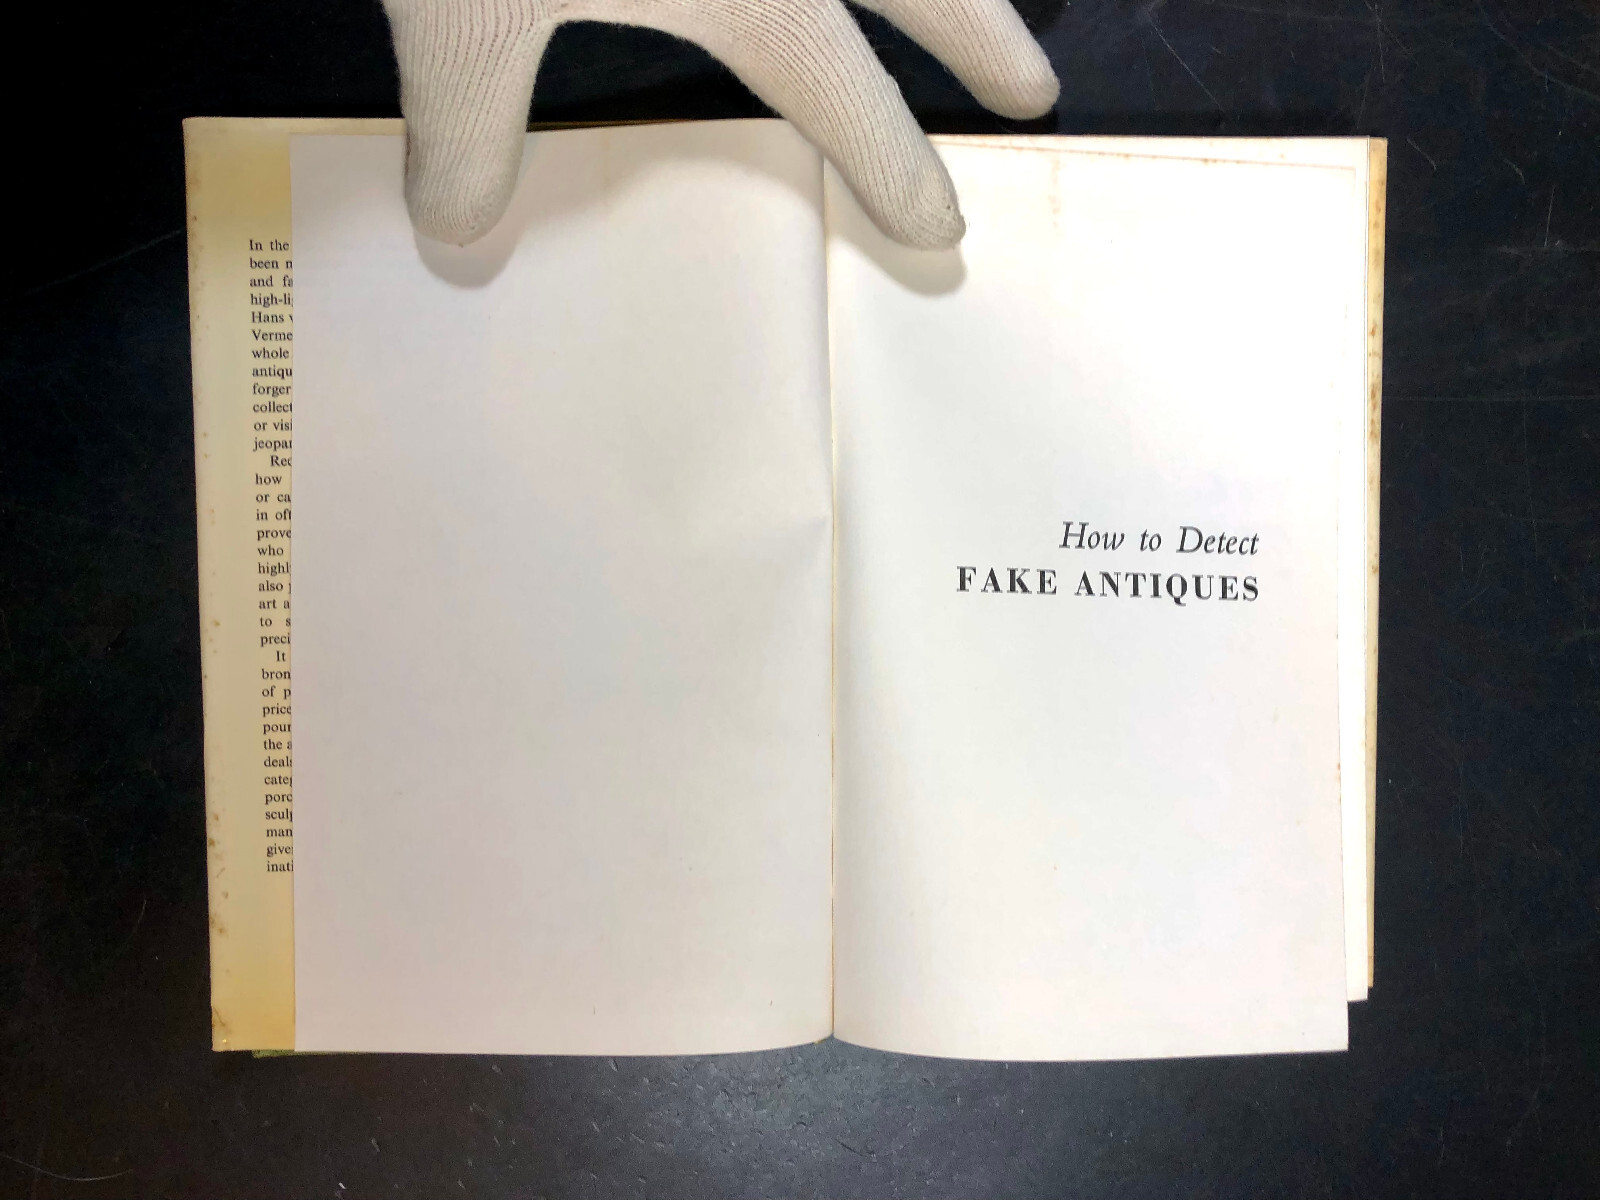 In the
been
and
high-li
Hans
Verme
whole
antiqu
forger
collect
or visi
jeopar
Rec
how
or ca
in oft
prove
who
highl
also
art a
to s
preci
It
bron
of p
price
pour
the a
deals
categ
porc
sculp
man
give
inati
How to Detect
FAKE ANTIQUES